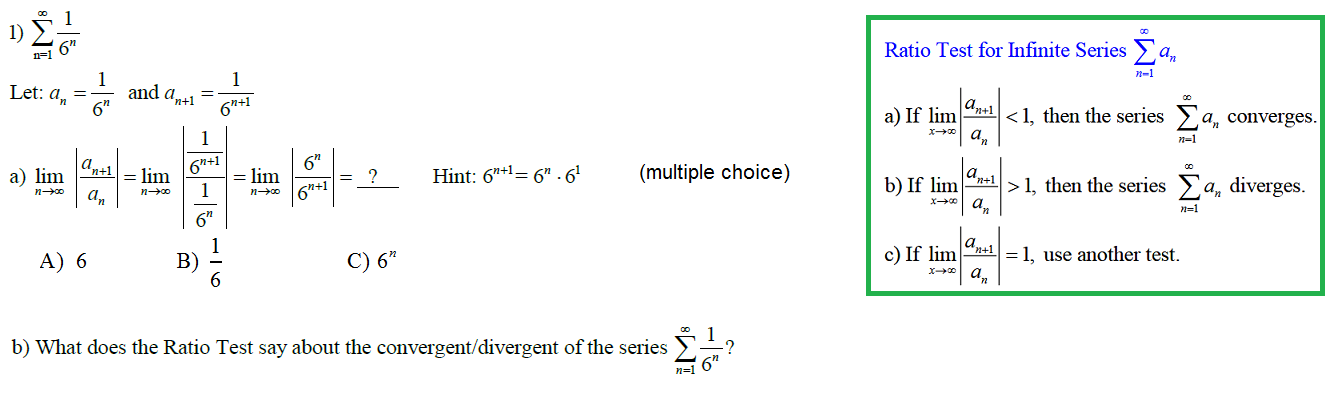 1) $\sum_{n=1}^{\infty} \frac{1}{6^n}$
Let: $a_n = \frac{1}{6^n}$ and $a_{n+1} = \frac{1}{6^{n+1}}$
a) $\lim_{n\to\infty} \left|\frac{a_{n+1}}{a_n}\right| = \lim_{n\to\infty} \left|\frac{\frac{1}{6^{n+1}}}{\frac{1}{6^n}}\right| = \lim_{n\to\infty} \left|\frac{6^n}{6^{n+1}}\right| =$ __?__ Hint: $6^{n+1} = 6^n \cdot 6^1$ (multiple choice)
A) 6 B) $\frac{1}{6}$ C) $6^n$
b) What does the Ratio Test say about the convergent/divergent of the series $\sum_{n=1}^{\infty} \frac{1}{6^n}$?
Ratio Test for Infinite Series $\sum_{n=1}^{\infty} a_n$
a) If $\lim_{x\to\infty} \left|\frac{a_{n+1}}{a_n}\right| < 1$, then the series $\sum_{n=1}^{\infty} a_n$ converges.
b) If $\lim_{x\to\infty} \left|\frac{a_{n+1}}{a_n}\right| > 1$, then the series $\sum_{n=1}^{\infty} a_n$ diverges.
c) If $\lim_{x\to\infty} \left|\frac{a_{n+1}}{a_n}\right| = 1$, use another test.